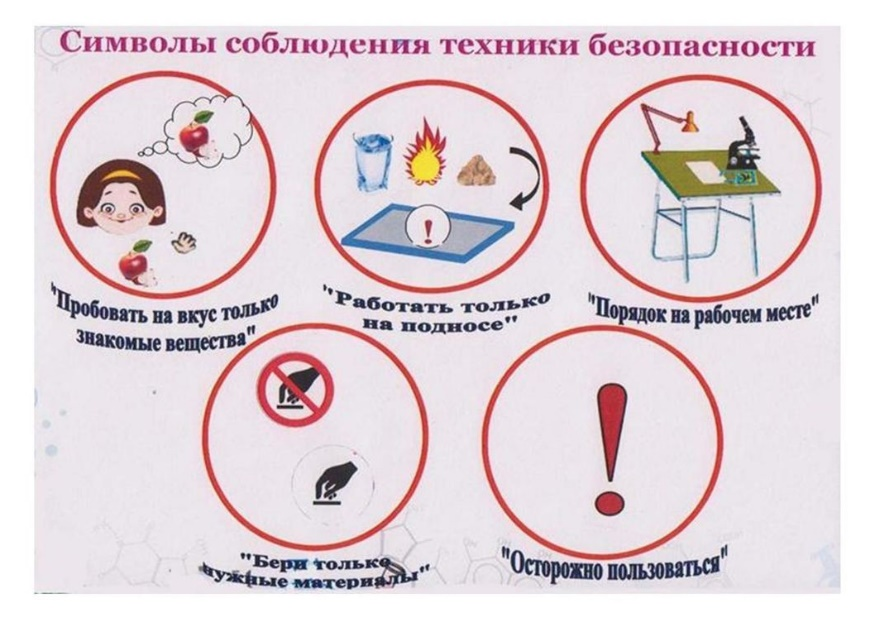 Символы соблюдения техники безопасности
"Пробовать на вкус только
знакомые вещества"
"Работать только
на подносе"
"Порядок на рабочем месте"
"Бери только
нужные материалы"
"Осторожно пользоваться"